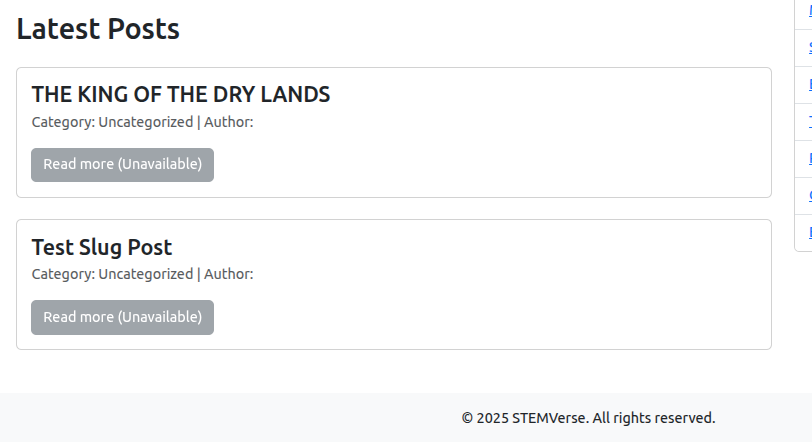 Latest Posts
THE KING OF THE DRY LANDS
Category: Uncategorized | Author:
Read more (Unavailable)
Test Slug Post
Category: Uncategorized | Author:
Read more (Unavailable)
© 2025 STEMVerse. All rights reserved.